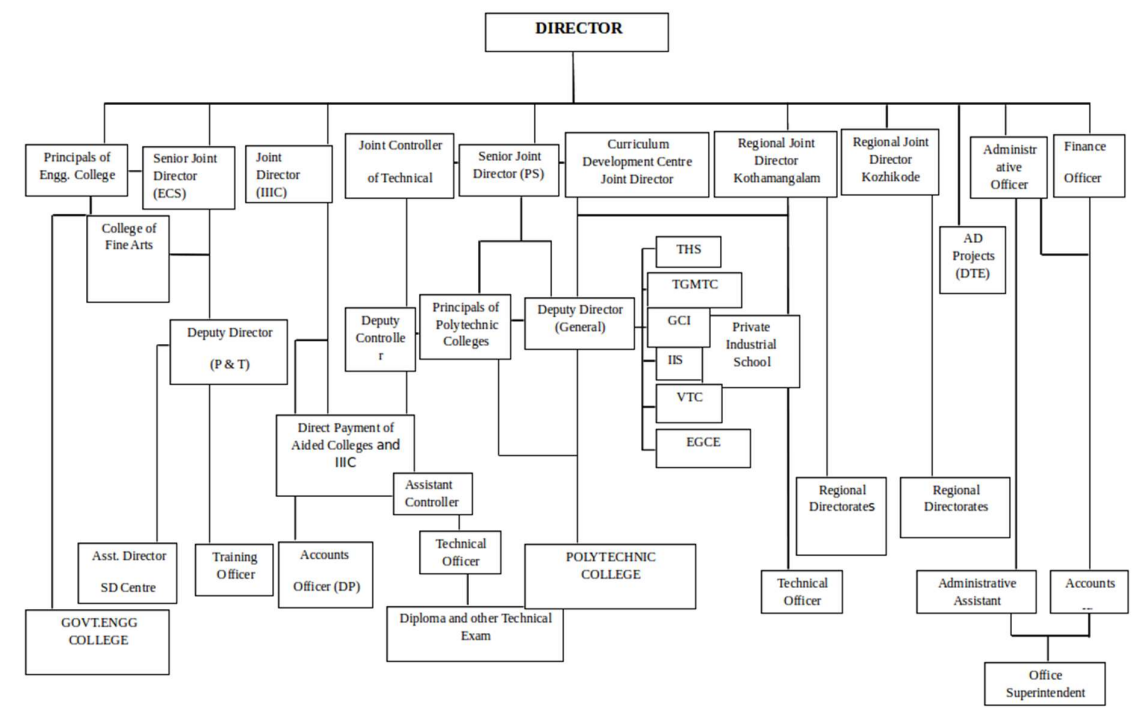 DIRECTOR
Principals of
Engg. College
Senior Joint
Director
(ECS)
Joint
Director
(IIIC)
Joint Controller
of Technical
Senior Joint
Director (PS)
Curriculum
Development Centre
Joint Director
Regional Joint
Director
Kothamangalam
Regional Joint
Director
Kozhikode
Administr
ative
Officer
Finance
Officer
College of
Fine Arts
AD
Projects
(DTE)
THS
TGMTC
GCI
IIS
VTC
EGCE
Private
Industrial
School
Deputy Director
(P & T)
Deputy
Controlle
r
Principals of
Polytechnic
Colleges
Deputy Director
(General)
Direct Payment of
Aided Colleges and
IIIC
Assistant
Controller
Regional
Directorates
Regional
Directorates
Asst. Director
SD Centre
Training
Officer
Accounts
Officer (DP)
Technical
Officer
POLYTECHNIC
COLLEGE
Technical
Officer
Administrative
Assistant
Accounts
GOVT.ENGG
COLLEGE
Diploma and other Technical
Exam
Office
Superintendent